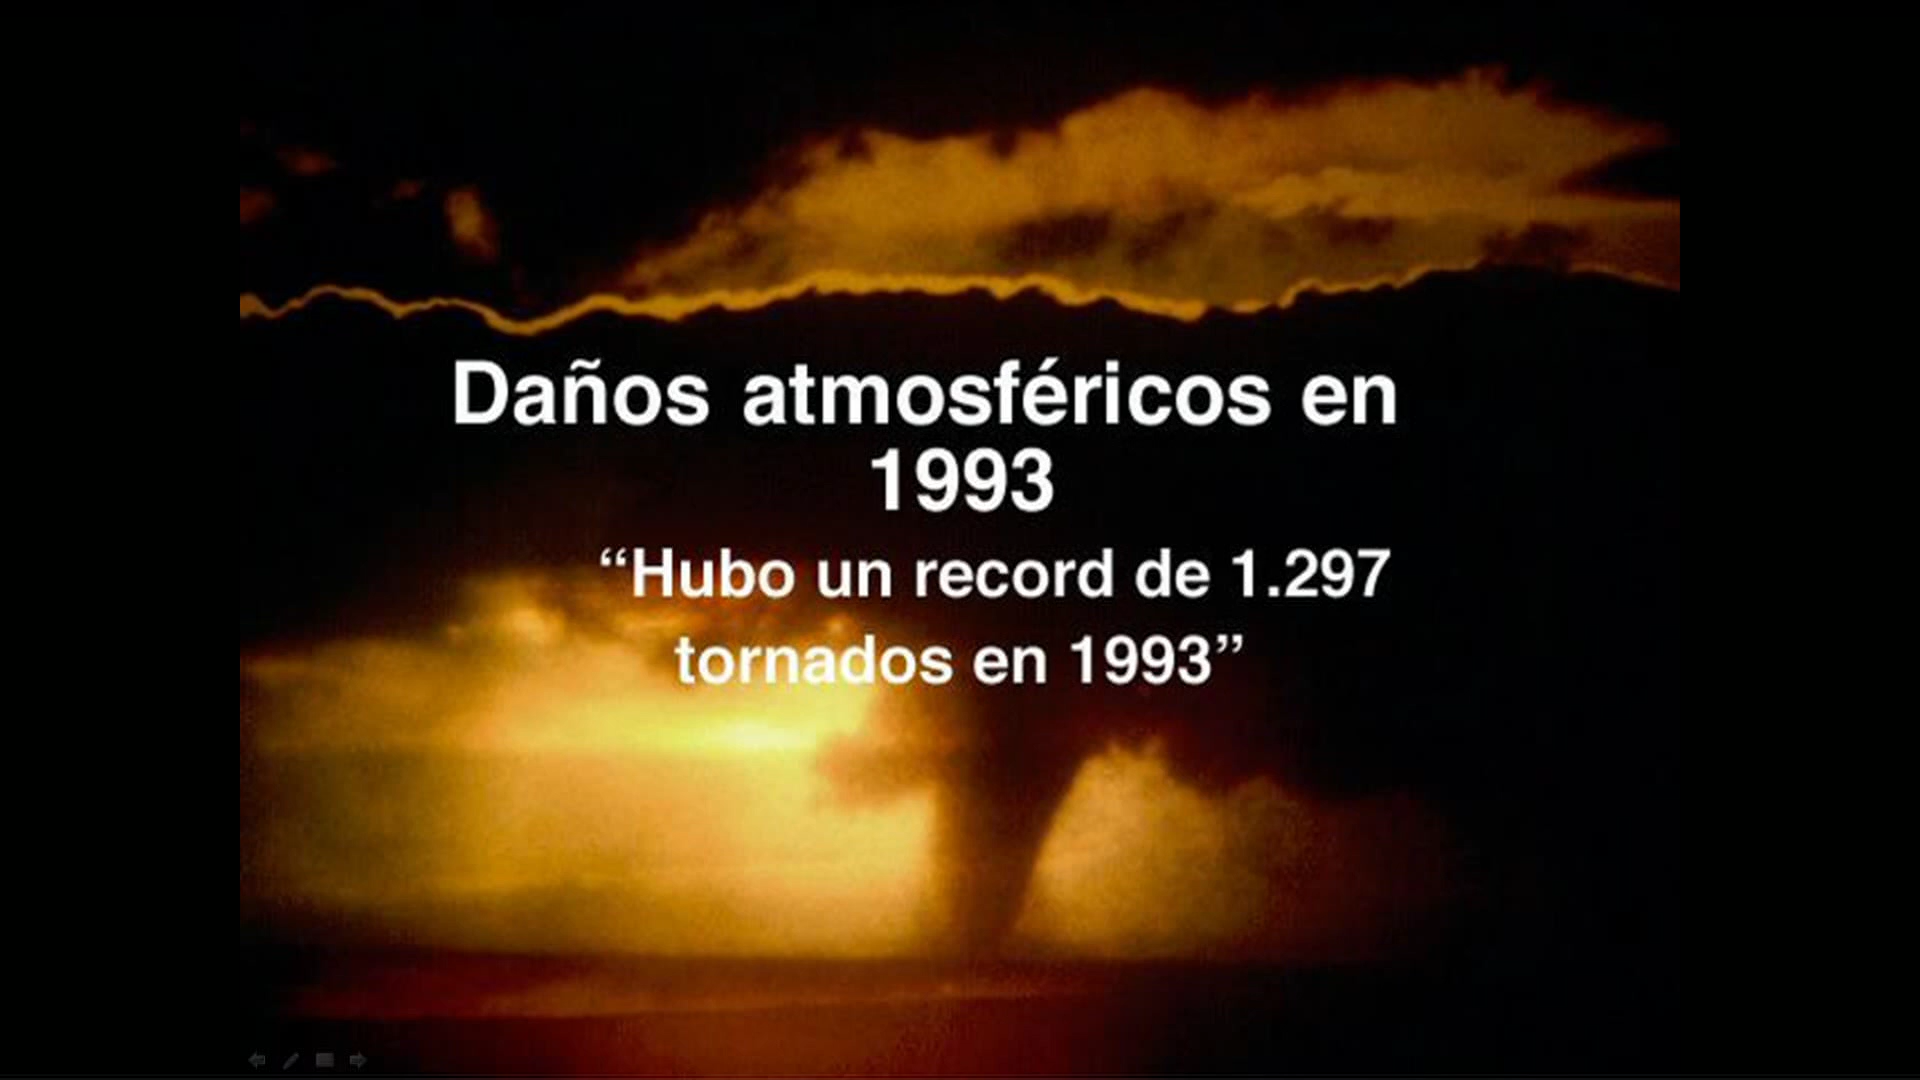 Daños atmosféricos en
1993
“Hubo un record de 1.297
tornados en 1993”